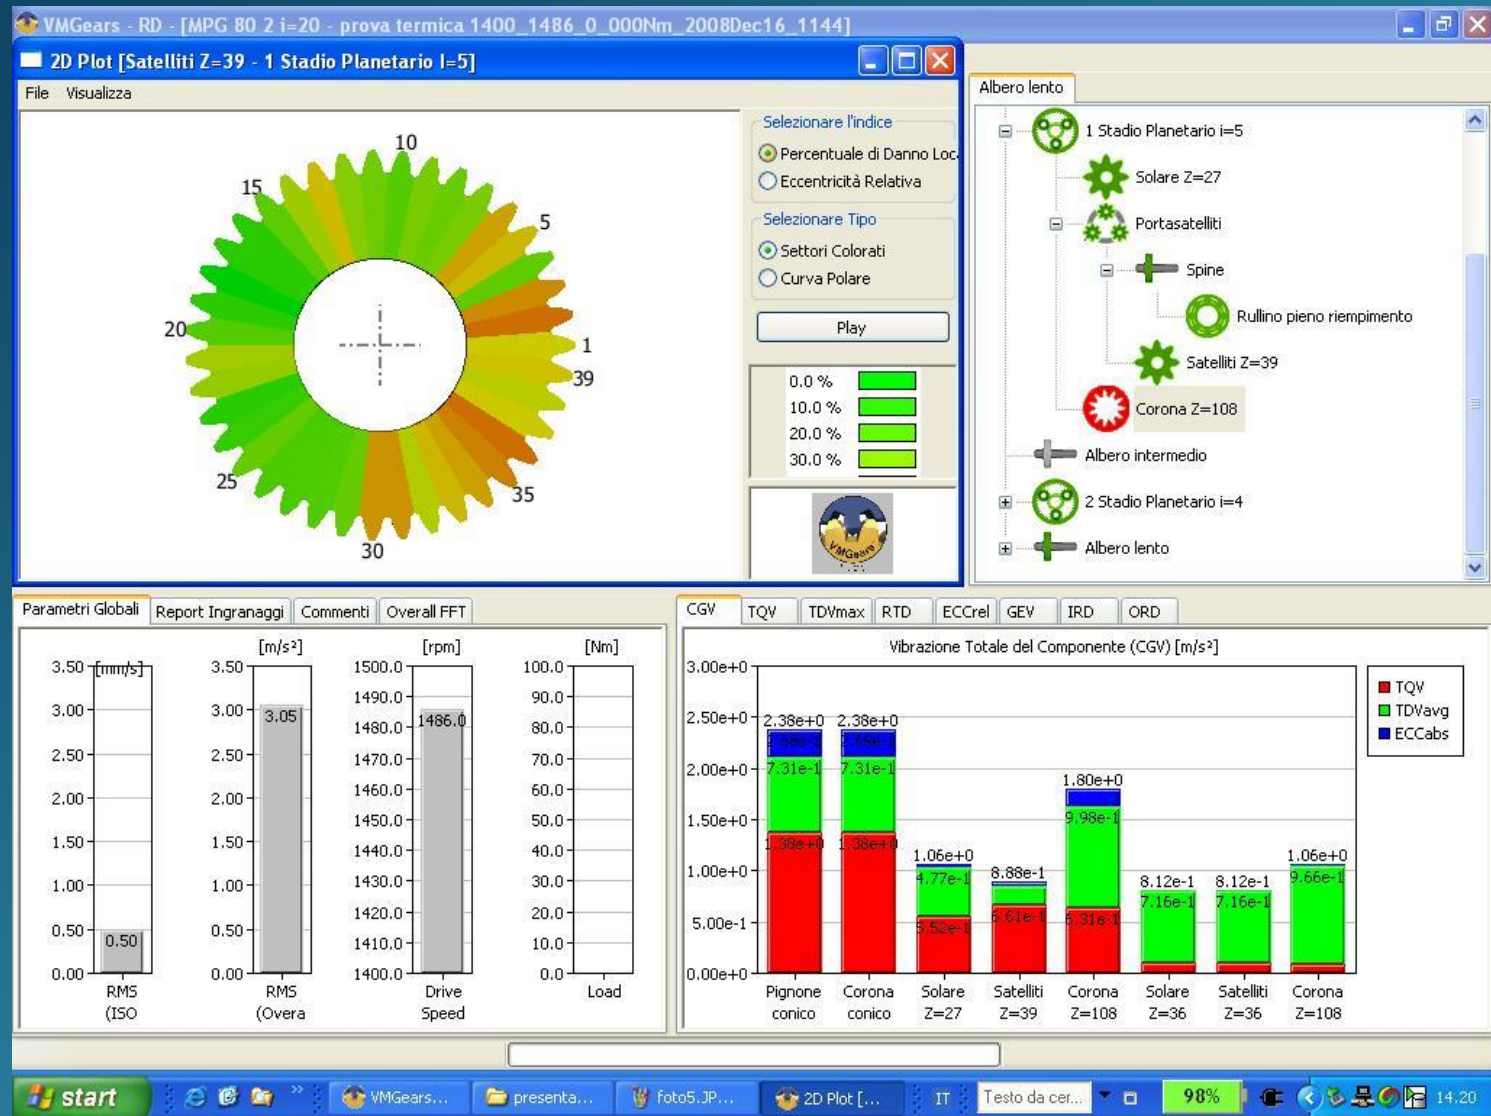 VMGears - RD - [MPG 80 2 i=20 - prova termica 1400_1486_0_000Nm_2008Dec16_1144]
2D Plot [Satelliti Z=39 - 1 Stadio Planetario I=5]
File Visualizza
10
15
5
20
1
39
25
35
30
Selezionare l'indice
Percentuale di Danno Loc
Eccentricità Relativa
Selezionare Tipo
Settori Colorati
Curva Polare
Play
0.0 %
10.0 %
20.0 %
30.0 %
VMGears
Albero lento
1 Stadio Planetario i=5
Solare Z=27
Portasatelliti
Spine
Rullino pieno riempimento
Satelliti Z=39
Corona Z=108
Albero intermedio
2 Stadio Planetario i=4
Albero lento
Parametri Globali Report Ingranaggi Commenti Overall FFT
[mm/s]
3.50
3.00
2.50
2.00
1.50
1.00
0.50
0.00
0.50
RMS
(ISO
[m/s²]
3.50
3.00
2.50
2.00
1.50
1.00
0.50
0.00
3.05
RMS
(Overa
[rpm]
1500.0
1490.0
1480.0
1470.0
1460.0
1450.0
1440.0
1430.0
1420.0
1410.0
1400.0
1486.0
Drive
Speed
[Nm]
100.0
90.0
80.0
70.0
60.0
50.0
40.0
30.0
20.0
10.0
0.0
Load
CGV TQV TDVmax RTD ECCrel GEV IRD ORD
Vibrazione Totale del Componente (CGV) [m/s²]
3.00e+0
2.50e+0
2.00e+0
1.50e+0
1.00e+0
5.00e-1
0.00e+0
2.38e+0 2.38e+0
7.31e-1 7.31e-1
1.38e+0 1.38e+0
1.06e+0
4.77e-1
5.52e-1
8.88e-1
6.61e-1
1.80e+0
9.98e-1
6.31e-1
8.12e-1
7.16e-1
8.12e-1
7.16e-1
1.06e+0
9.66e-1
Pignone conico
Corona conico
Solare Z=27
Satelliti Z=39
Corona Z=108
Solare Z=36
Satelliti Z=36
Corona Z=108
TQV
TDVavg
ECCabs
start
VMGears...
presenta...
foto5.JP...
2D Plot [...
IT
Testo da cer...
98%
14.20